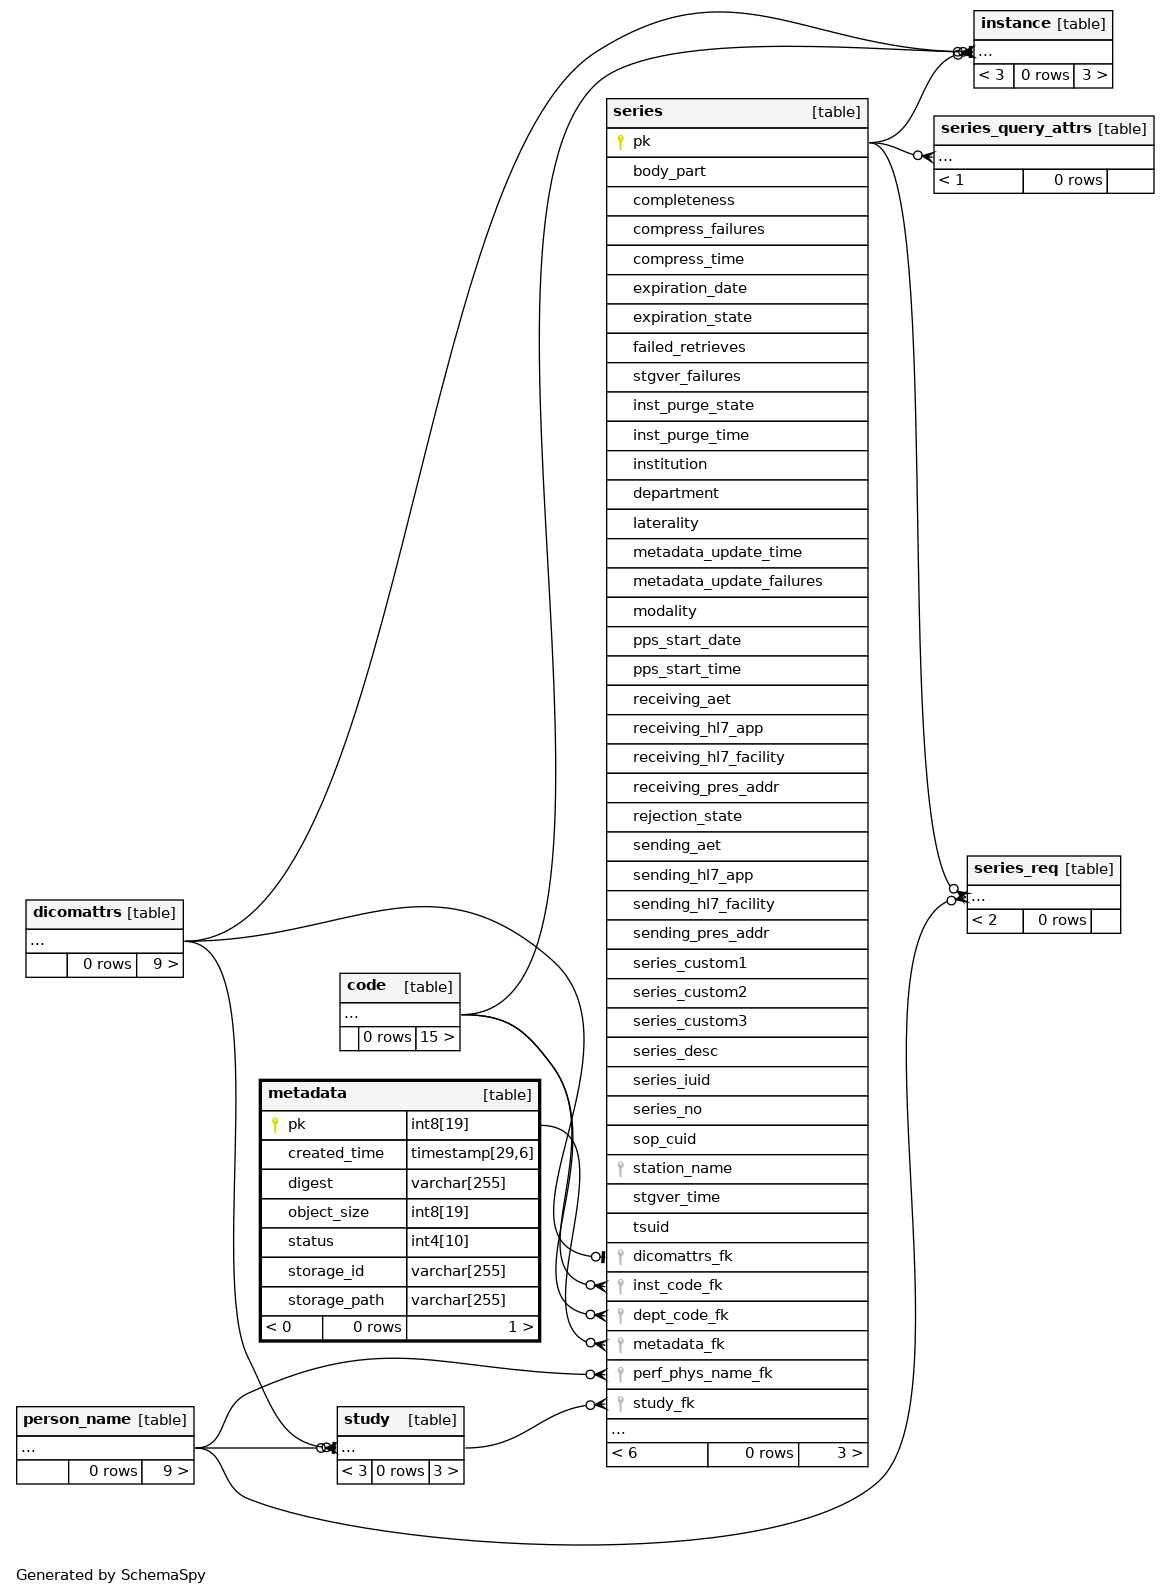 instance [table]
...
< 3 0 rows 3 >
series [table]
pk
body_part
completeness
compress_failures
compress_time
expiration_date
expiration_state
failed_retrieves
stgver_failures
inst_purge_state
inst_purge_time
institution
department
laterality
metadata_update_time
metadata_update_failures
modality
pps_start_date
pps_start_time
receiving_aet
receiving_hl7_app
receiving_hl7_facility
receiving_pres_addr
rejection_state
sending_aet
sending_hl7_app
sending_hl7_facility
sending_pres_addr
series_custom1
series_custom2
series_custom3
series_desc
series_iuid
series_no
sop_cuid
station_name
stgver_time
tsuid
dicomattrs_fk
inst_code_fk
dept_code_fk
metadata_fk
perf_phys_name_fk
study_fk
...
< 6 0 rows 3 >
series_query_attrs [table]
...
< 1 0 rows
series_req [table]
...
< 2 0 rows
dicomattrs [table]
...
0 rows 9 >
code [table]
...
0 rows 15 >
metadata [table]
pk int8[19]
created_time timestamp[29,6]
digest varchar[255]
object_size int8[19]
status int4[10]
storage_id varchar[255]
storage_path varchar[255]
< 0 0 rows 1 >
person_name [table]
...
0 rows 9 >
study [table]
...
< 3 0 rows 3 >
Generated by SchemaSpy